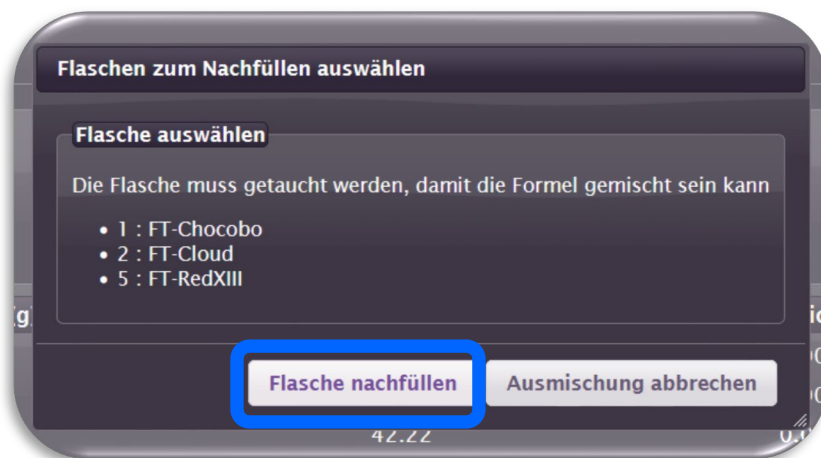 Flaschen zum Nachfüllen auswählen
Flasche auswählen
Die Flasche muss getaucht werden, damit die Formel gemischt sein kann
• 1 : FT-Chocobo
• 2 : FT-Cloud
• 5 : FT-RedXIII
Flasche nachfüllen Ausmischung abbrechen
42.22